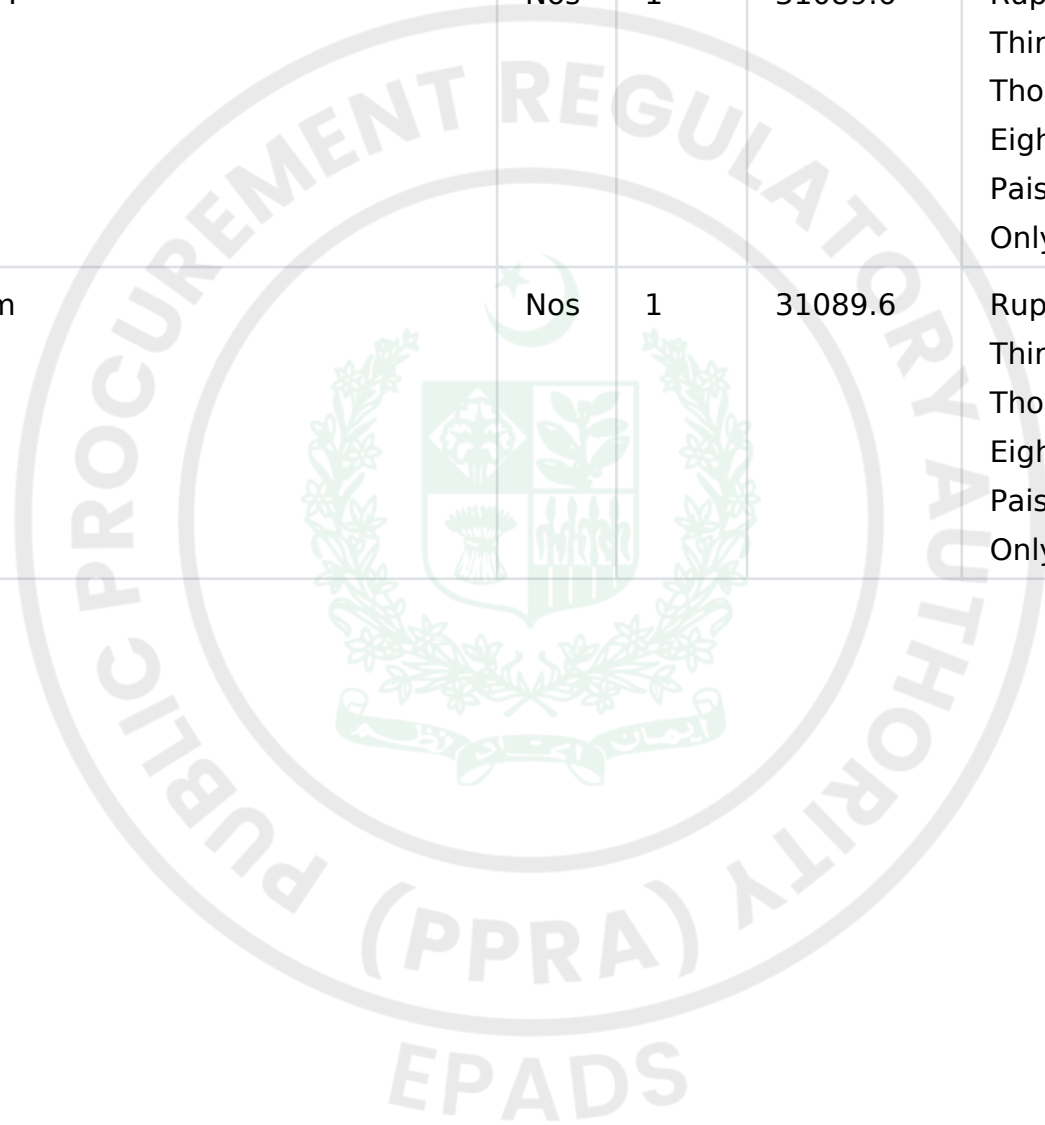 Nos 1 31089.6 Rup
Thir
Tho
Eigh
Pais
Only
m Nos 1 31089.6 Rup
Thir
Tho
Eigh
Pais
Only
PUBLIC PROCUREMENT REGULATORY AUTHORITY
(PPRA)
EPADS